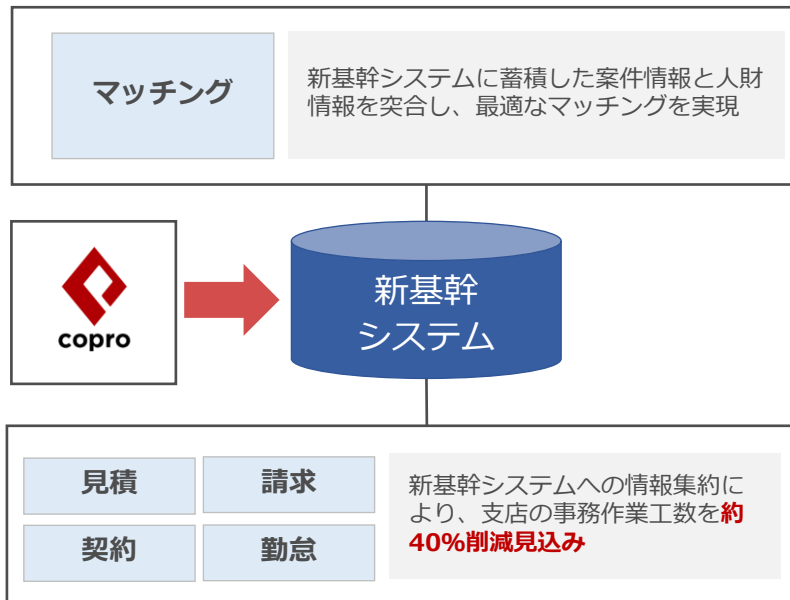 マッチング
新基幹システムに蓄積した案件情報と人財
情報を突合し、最適なマッチングを実現
copro
新基幹
システム
見積
請求
契約
勤怠
新基幹システムへの情報集約に
より、支店の事務作業工数を約
40%削減見込み